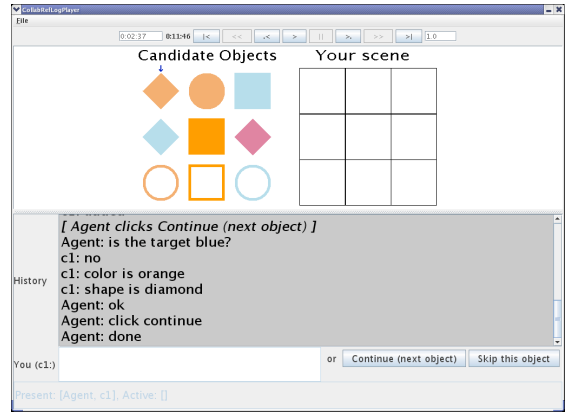 CollabRefLogPlayer
File
0:02:37 0:11:46 |< << .< > || >. >> >| 1.0
Candidate Objects Your scene
[ Agent clicks Continue (next object) ]
Agent: is the target blue?
c1: no
c1: color is orange
c1: shape is diamond
Agent: ok
Agent: click continue
Agent: done
History
You (c1:) or Continue (next object) Skip this object
Present: [Agent, c1], Active: []